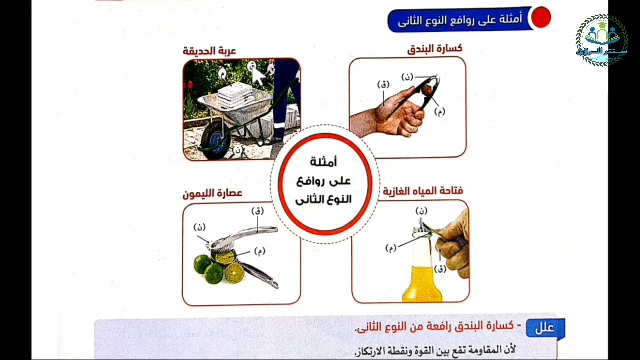 أمثلة على روافع النوع الثانى
كسارة البندق
عربة الحديقة
(ن)
(ق)
(م)
(ن)
أمثلة
على روافع
النوع الثانى
فتاحة المياه الغازية
عصارة الليمون
(ن)
(م)
(ق)
(ق)
(ن)
(م)
علل
- كسارة البندق رافعة من النوع الثانى.
لأن المقاومة تقع بين القوة ونقطة الارتكاز.